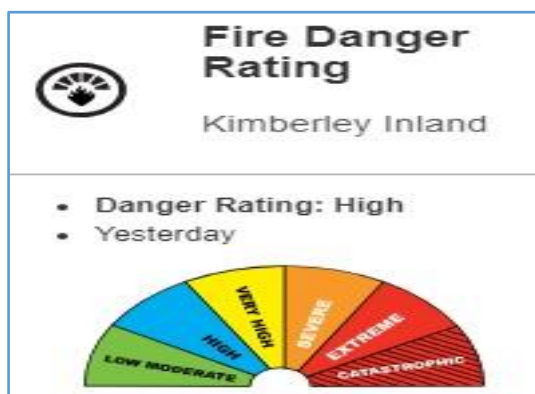 Fire Danger
Rating
Kimberley Inland
Danger Rating: High
Yesterday
LOW MODERATE
HIGH
VERY HIGH
SEVERE
EXTREME
CATASTROPHIC